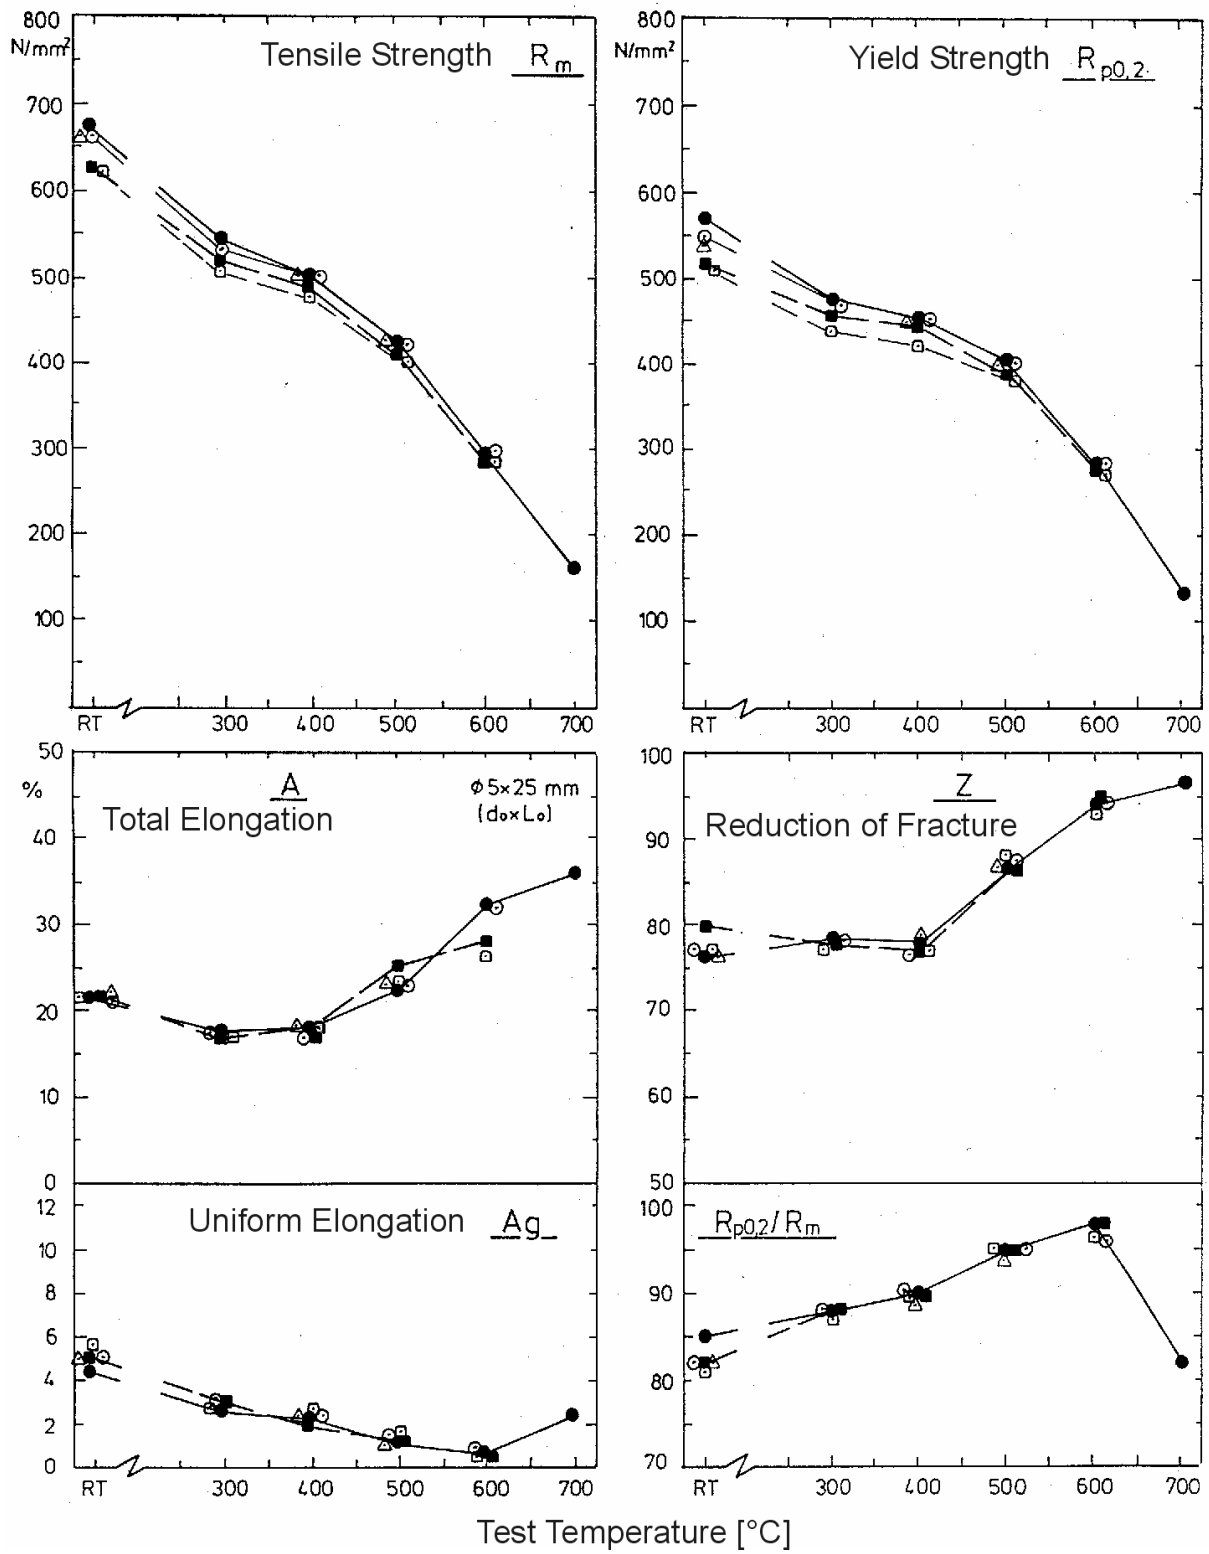 800
N/mm²
Tensile Strength R m
700
600
500
400
300
200
100
RT 300 400 500 600 700
800
N/mm²
Yield Strength R p0,2.
700
600
500
400
300
200
100
RT 300 400 500 600 700
50
%
A
Total Elongation
φ 5×25 mm
(d₀×L₀)
40
30
20
10
0
100
Z
Reduction of Fracture
90
80
70
60
50
12
Uniform Elongation Ag
10
8
6
4
2
0
RT 300 400 500 600 700
100
Rp0,2/Rm
90
80
70
RT 300 400 500 600 700
Test Temperature [°C]